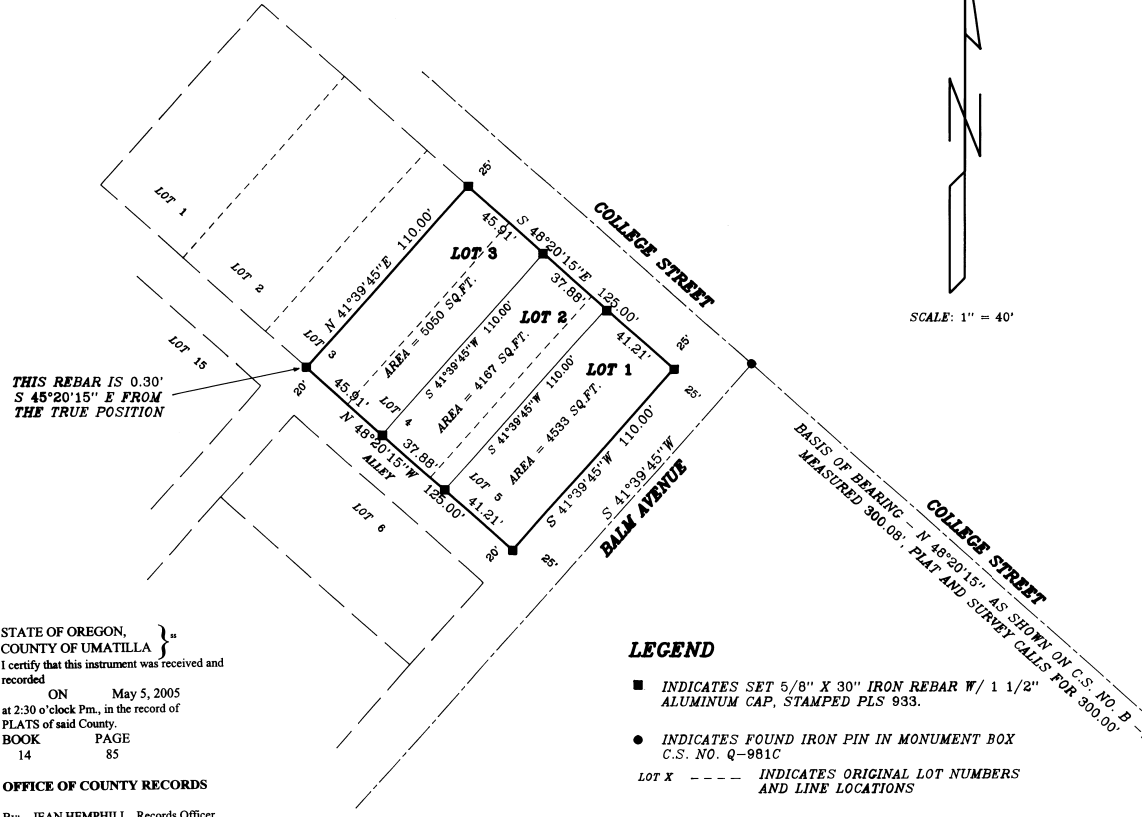 LOT 1
LOT 2
LOT 3
LOT 15
25'
COLLEGE STREET
S 48°20'15"E 125.00'
45.91'
37.88'
41.21'
N 41°39'45"E 110.00'
LOT 3
AREA = 5050 SQ.FT.
S 41°39'45"W 110.00'
LOT 2
AREA = 4167 SQ.FT.
S 41°39'45"W 110.00'
LOT 1
AREA = 4533 SQ.FT.
S 41°39'45"W 110.00'
25'
25'
LOT 4
LOT 5
20'
45.91'
37.88'
41.21'
N 48°20'15"W 125.00'
ALLEY
20'
25'
LOT 6
S 41°39'45"W
BALM AVENUE
THIS REBAR IS 0.30'
S 45°20'15" E FROM
THE TRUE POSITION
N
SCALE: 1" = 40'
COLLEGE STREET
BASIS OF BEARING - N 48°20'15" AS SHOWN ON C.S. NO. B -
MEASURED 300.08', PLAT AND SURVEY CALLS FOR 300.00'
STATE OF OREGON,
COUNTY OF UMATILLA } ss
I certify that this instrument was received and
recorded
ON May 5, 2005
at 2:30 o'clock Pm., in the record of
PLATS of said County.
BOOK PAGE
14 85
OFFICE OF COUNTY RECORDS
By: JEAN HEMPHILL, Records Officer
LEGEND
INDICATES SET 5/8" X 30" IRON REBAR W/ 1 1/2"
ALUMINUM CAP, STAMPED PLS 933.
INDICATES FOUND IRON PIN IN MONUMENT BOX
C.S. NO. Q-981C
LOT X ---- INDICATES ORIGINAL LOT NUMBERS
AND LINE LOCATIONS